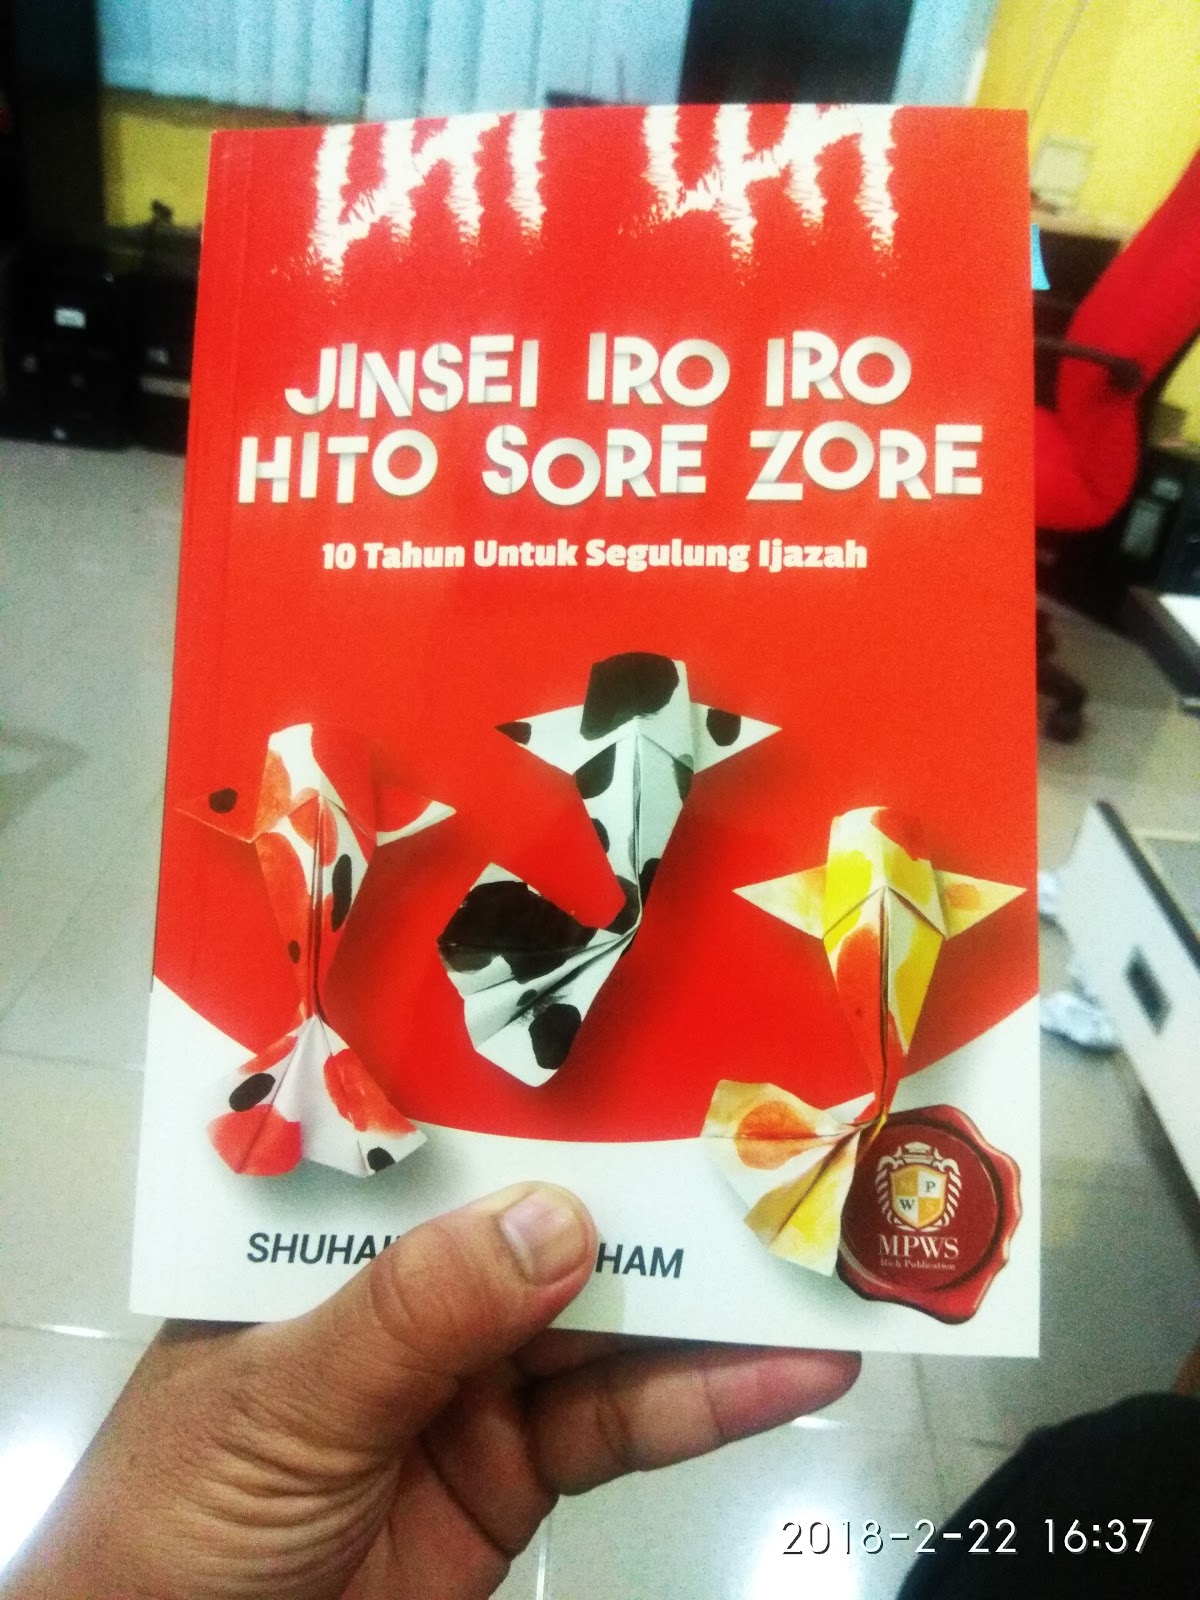 JINSEI IRO IRO
HITO SORE ZORE
10 Tahun Untuk Segulung Ijazah
HAM
M P
W S
MPWS
Rich Publication
2018-2-22 16:37